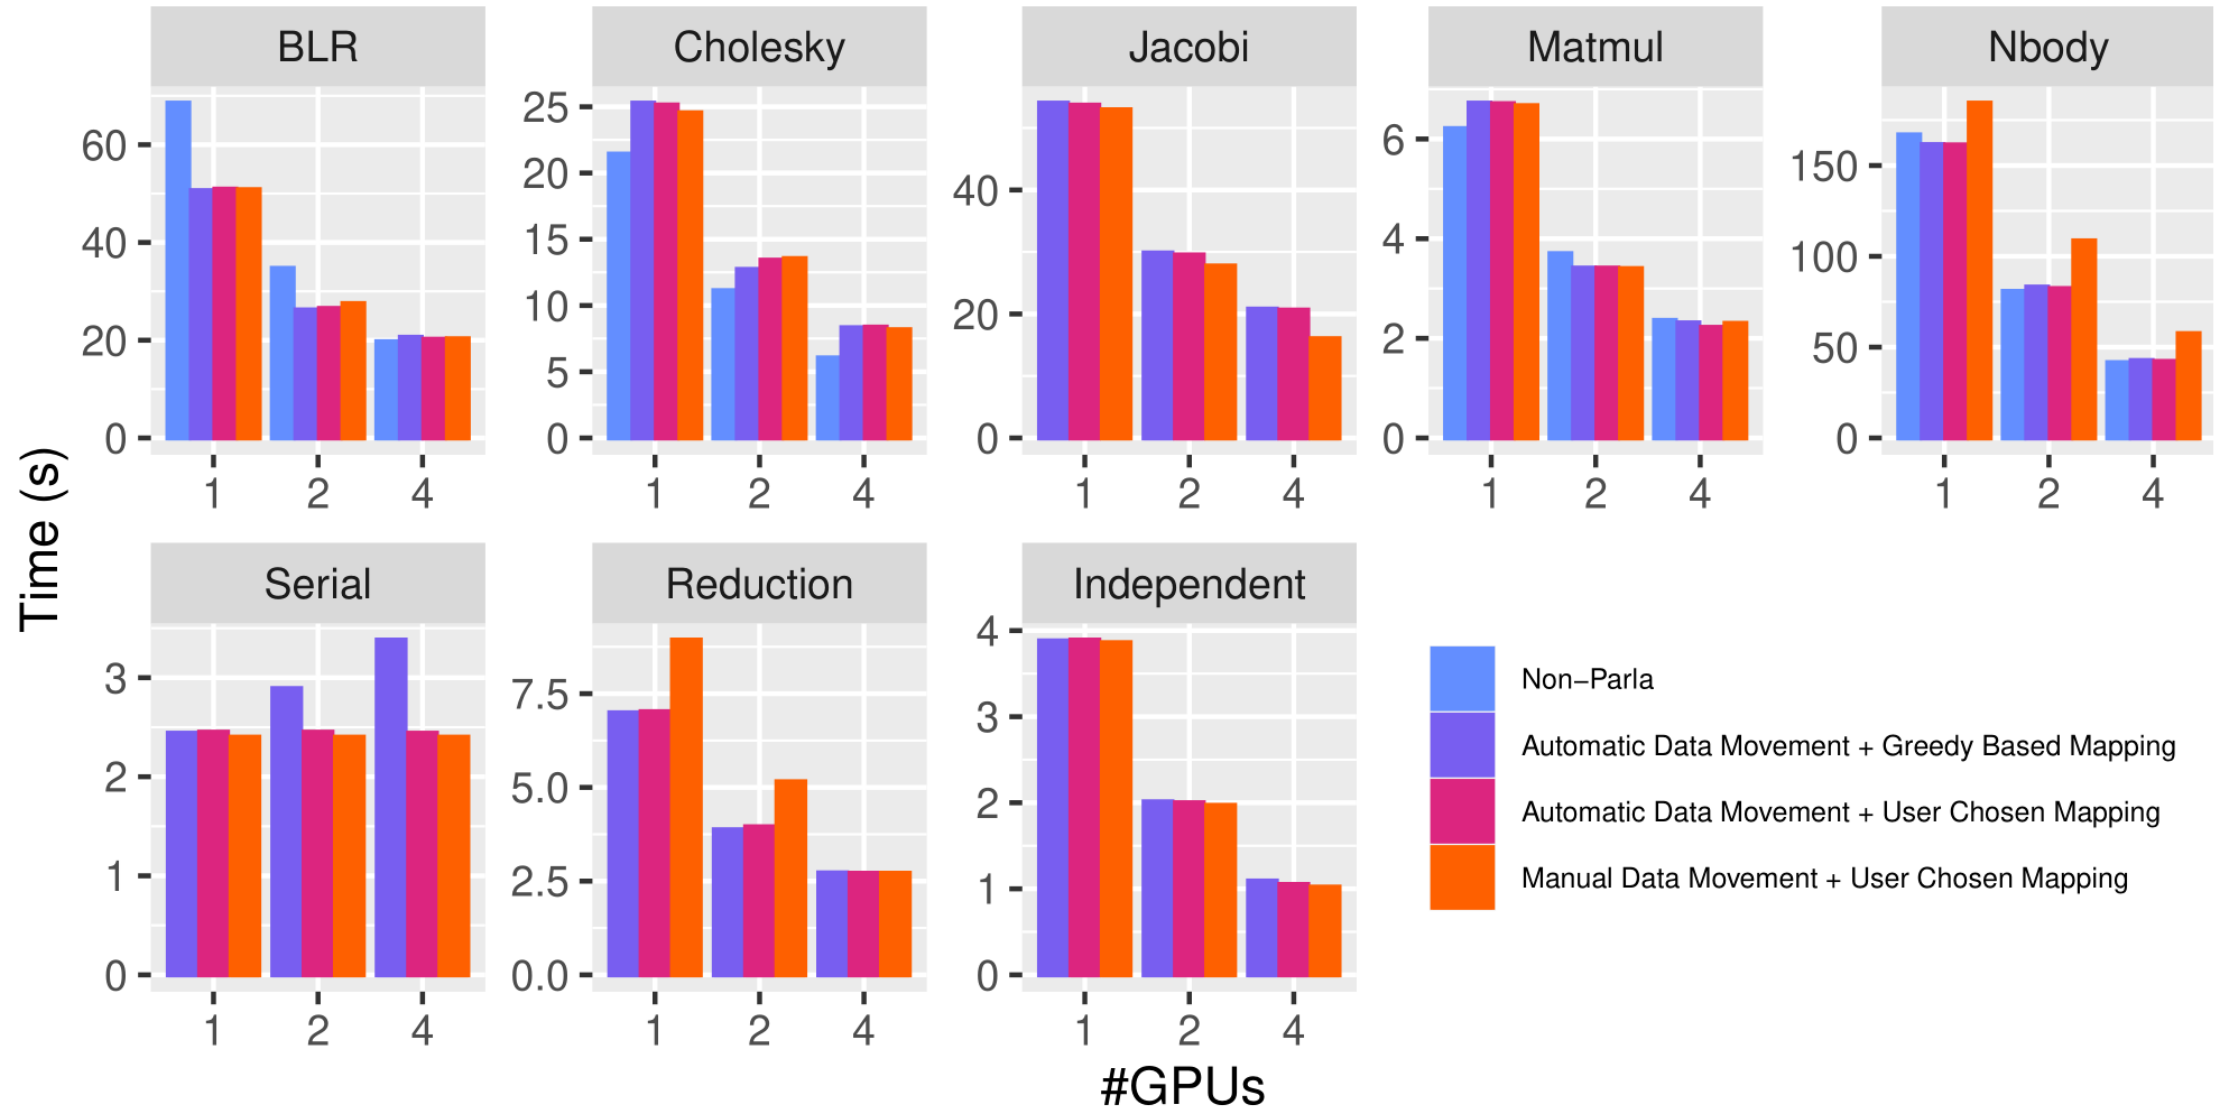 BLR
Cholesky
Jacobi
Matmul
Nbody
60
40
20
0
1 2 4
25
20
15
10
5
0
1 2 4
40
20
0
1 2 4
6
4
2
0
1 2 4
150
100
50
0
1 2 4
Time (s)
Serial
Reduction
Independent
3
2
1
0
1 2 4
7.5
5.0
2.5
0.0
1 2 4
4
3
2
1
0
1 2 4
#GPUs
Non−Parla
Automatic Data Movement + Greedy Based Mapping
Automatic Data Movement + User Chosen Mapping
Manual Data Movement + User Chosen Mapping